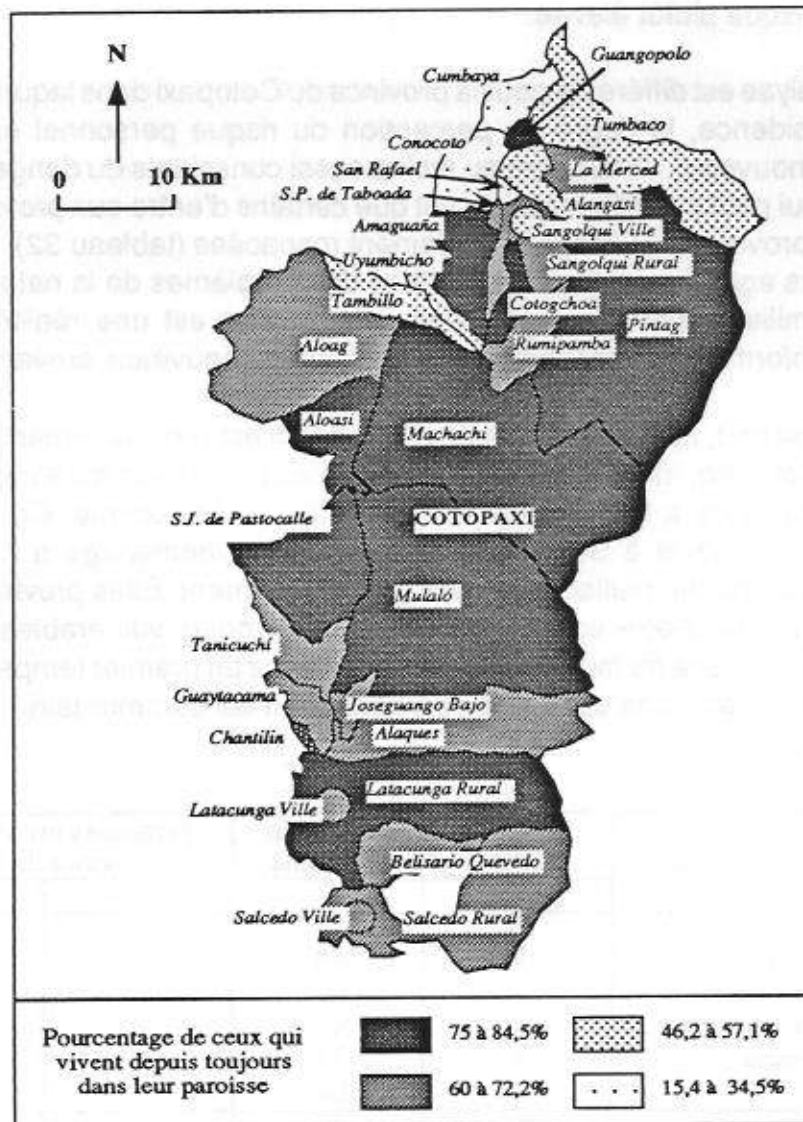 N
0 10 Km
Cumbaya
Guangopolo
Tumbaco
Conocoto
La Merced
San Rafael
Alangasi
S.P. de Taboada
Sangolqui Ville
Amaguaña
Sangolqui Rural
Uyumbicho
Tambillo
Cotogchoa
Pintag
Aloag
Rumipamba
Aloasi
Machachi
S.J. de Pastocalle
COTOPAXI
Mulaló
Tanicuchi
Guaytacama
Joseguango Bajo
Chantilin
Alaques
Latacunga Rural
Latacunga Ville
Belisario Quevedo
Salcedo Ville
Salcedo Rural
Pourcentage de ceux qui
vivent depuis toujours
dans leur paroisse
75 à 84,5%
46,2 à 57,1%
60 à 72,2%
15,4 à 34,5%